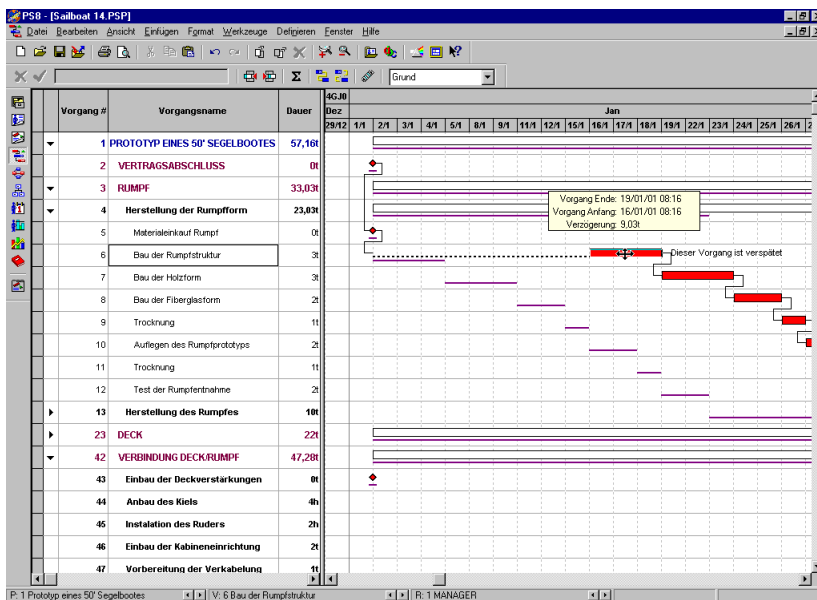 PS8 - [Sailboat 14.PSP]
Datei Bearbeiten Ansicht Einfügen Format Werkzeuge Definieren Fenster Hilfe
Grund
Vorgang # Vorgangsname Dauer
4GJ0
Dez Jan
29/12 1/1 2/1 3/1 4/1 5/1 8/1 9/1 11/1 12/1 15/1 16/1 17/1 18/1 19/1 22/1 23/1 24/1 25/1 26/1 2
1 PROTOTYP EINES 50' SEGELBOOTES 57,16t
2 VERTRAGSABSCHLUSS 0t
3 RUMPF 33,03t
4 Herstellung der Rumpfform 23,03t
5 Materialeinkauf Rumpf 0t
6 Bau der Rumpfstruktur 3t
7 Bau der Holzform 3t
8 Bau der Fiberglasform 2t
9 Trocknung 1t
10 Auflegen des Rumpfprototyps 2t
11 Trocknung 1t
12 Test der Rumpfentnahme 2t
13 Herstellung des Rumpfes 10t
23 DECK 22t
42 VERBINDUNG DECK/RUMPF 47,28t
43 Einbau der Deckverstärkungen 0t
44 Anbau des Kiels 4h
45 Instalation des Ruders 2h
46 Einbau der Kabineneinrichtung 2t
47 Vorbereitung der Verkabelung 1t
Vorgang Ende: 19/01/01 08:16
Vorgang Anfang: 16/01/01 08:16
Verzögerung: 9,03t
Dieser Vorgang ist verspätet
P: 1 Prototyp eines 50' Segelbootes V: 6 Bau der Rumpfstruktur R: 1 MANAGER